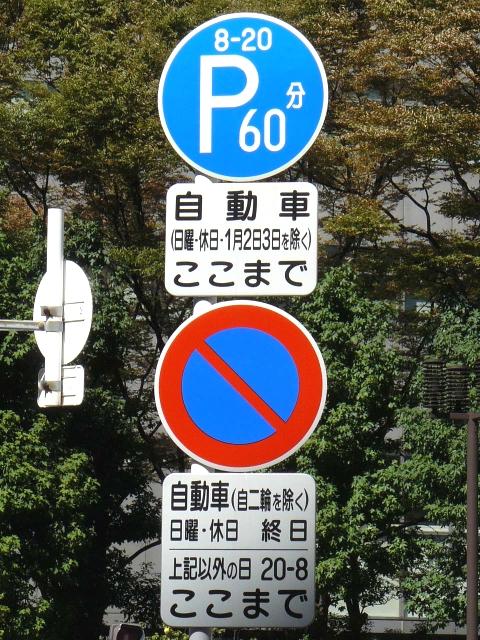 8-20
P 60分
自動車
(日曜・休日・1月2日3日を除く)
ここまで
自動車(自二輪を除く)
日曜・休日 終日
上記以外の日 20-8
ここまで